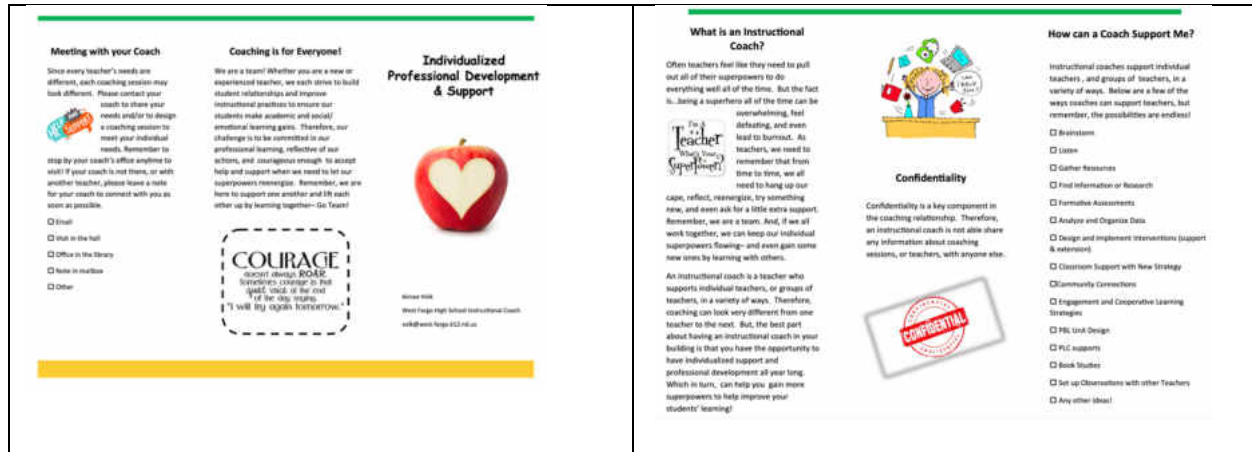 Meeting with your Coach
Since every teacher's needs are
different, each coaching session may
look different.  Please contact your
coach to share your
needs and/or to design
a coaching session to
meet your individual
needs. Remember to
stop by your coach's office anytime to
visit! If your coach is not there, or with
another teacher, please leave a note
for your coach to connect with you as
soon as possible.
HELP
Support
☐ Email
☐ Visit in the hall
☐ Office in the library
☐ Note in mailbox
☐ Other
Coaching is for Everyone!
We are a team! Whether you are a new or
experienced teacher, we each strive to build
student relationships and improve
instructional practices to ensure our
students make academic and social/
emotional learning gains.  Therefore, our
challenge is to be committed in our
professional learning, reflective of our
actions, and  courageous enough  to accept
help and support when we need to let our
superpowers reenergize.  Remember, we are
here to support one another and lift each
other up by learning together– Go Team!
COURAGE
doesn't always ROAR.
Sometimes courage is that
quiet voice at the end
of the day saying,
"I will try again tomorrow."
Individualized
Professional Development
& Support
West Fargo High School Instructional Coach
What is an Instructional
Coach?
Often teachers feel like they need to pull
out all of their superpowers to do
everything well all of the time.  But the fact
is…being a superhero all of the time can be
overwhelming, feel
defeating, and even
lead to burnout.  As
teachers, we need to
remember that from
time to time, we all
need to hang up our
cape, reflect, reenergize, try something
new, and even ask for a little extra support.
Remember, we are a team.  And, if we all
work together, we can keep our individual
superpowers flowing– and even gain some
new ones by learning with others.
I'm A
Teacher
What's Your
Superpower?
An instructional coach is a teacher who
supports individual teachers, or groups of
teachers, in a variety of ways.  Therefore,
coaching can look very different from one
teacher to the next.  But, the best part
about having an instructional coach in your
building is that you have the opportunity to
have individualized support and
professional development all year long.
Which in turn,  can help you  gain more
superpowers to help improve your
students' learning!
CAN I HELP YOU?
Confidentiality
Confidentiality is a key component in
the coaching relationship.  Therefore,
an instructional coach is not able share
any information about coaching
sessions, or teachers, with anyone else.
CONFIDENTIAL
How can a Coach Support Me?
Instructional coaches support individual
teachers , and groups of  teachers, in a
variety of ways.  Below are a few of the
ways coaches can support teachers, but
remember, the possibilities are endless!
☐ Brainstorm
☐ Listen
☐ Gather Resources
☐ Find Information or Research
☐ Formative Assessments
☐ Analyze and Organize Data
☐ Design and Implement Interventions (support
& extension)
☐ Classroom Support with New Strategy
☐Community Connections
☐ Engagement and Cooperative Learning
Strategies
☐ PBL Unit Design
☐ PLC supports
☐ Book Studies
☐ Set up Observations with other Teachers
☐ Any other ideas!